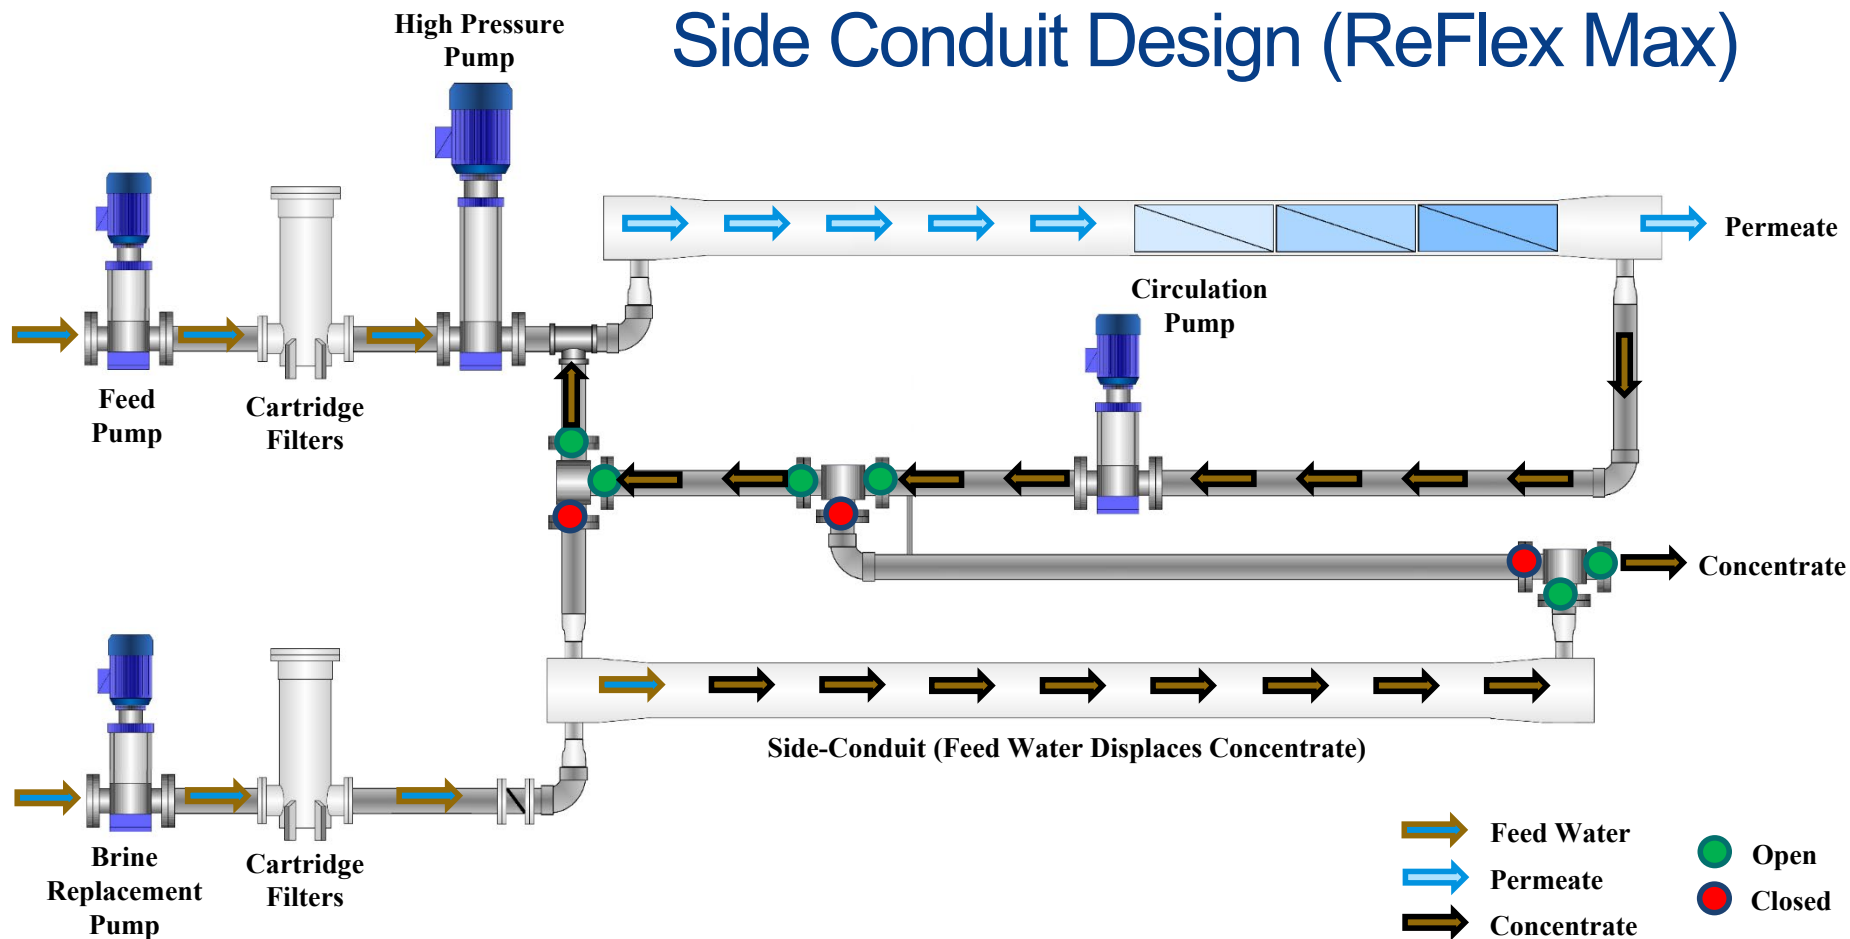 Side Conduit Design (ReFlex Max)
High Pressure
Pump
Permeate
Circulation
Pump
Feed
Pump
Cartridge
Filters
Concentrate
Side-Conduit (Feed Water Displaces Concentrate)
Brine
Replacement
Pump
Cartridge
Filters
Feed Water
Permeate
Concentrate
Open
Closed